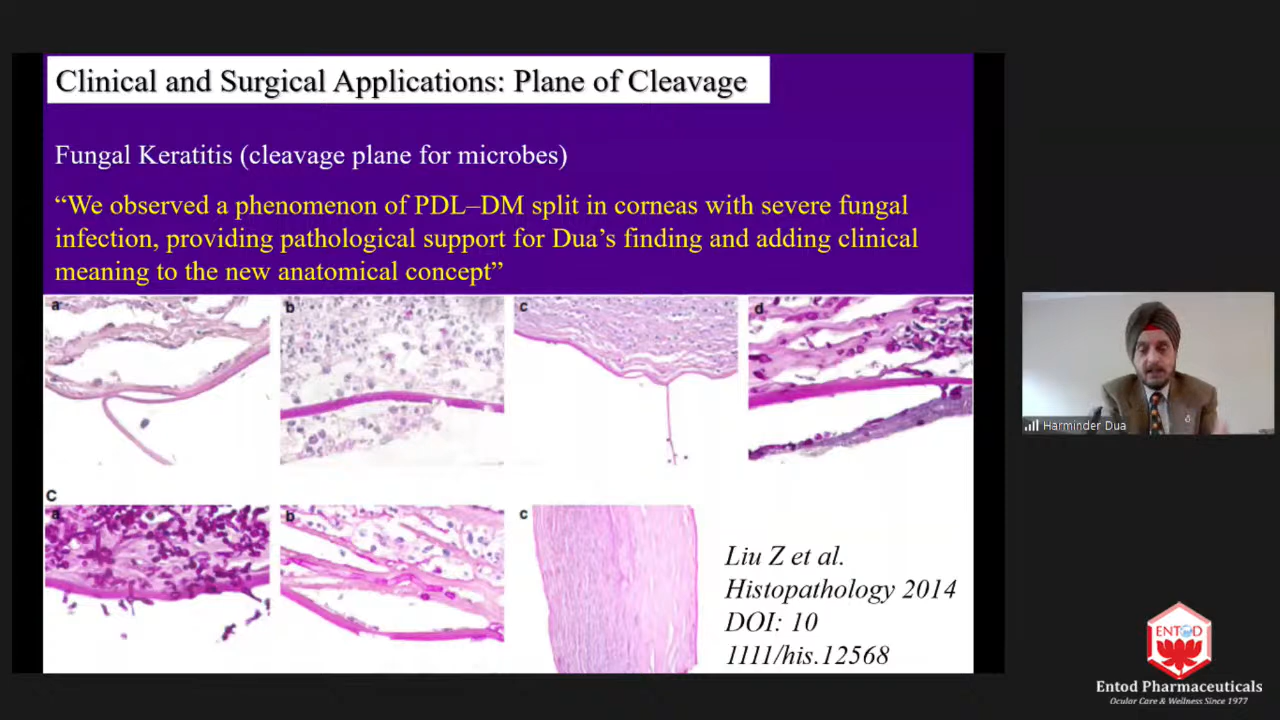 Clinical and Surgical Applications: Plane of Cleavage
Fungal Keratitis (cleavage plane for microbes)
“We observed a phenomenon of PDL–DM split in corneas with severe fungal
infection, providing pathological support for Dua’s finding and adding clinical
meaning to the new anatomical concept”
a
b
c
d
C
a
b
c
Liu Z et al.
Histopathology 2014
DOI: 10
1111/his.12568
Harminder Dua
ENTOD
Entod Pharmaceuticals
Ocular Care & Wellness Since 1977